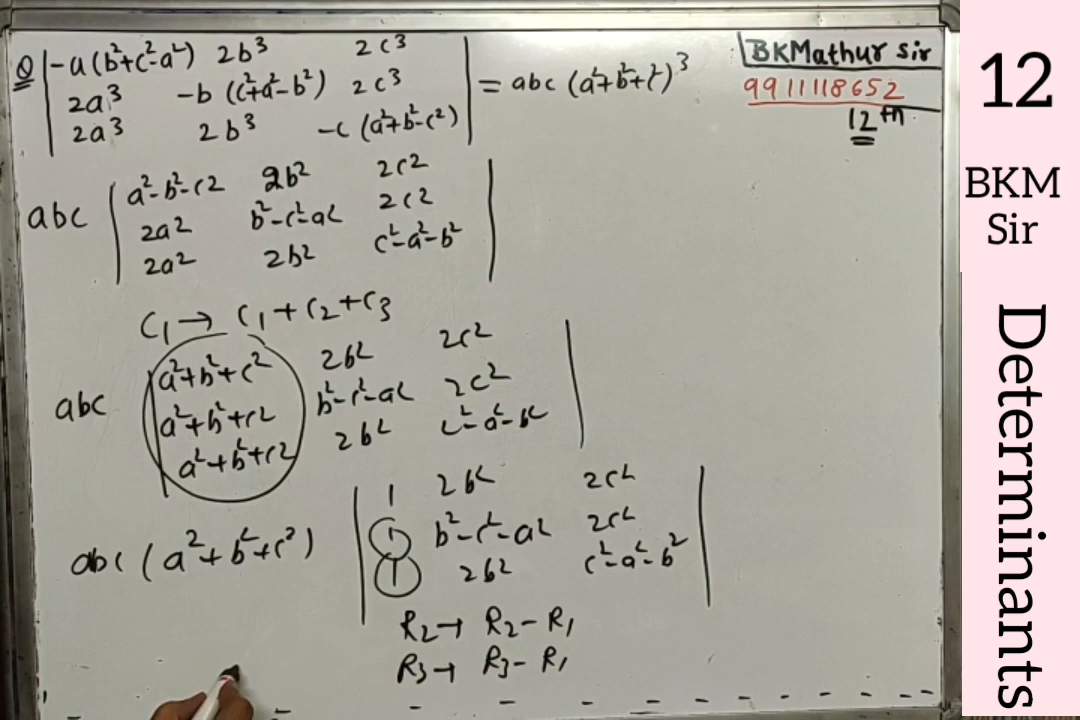 Q | -a(b²+c²-a²) 2b³ 2c³ |
| 2a³ -b(c²+a²-b²) 2c³ | = abc (a²+b²+c²)³
| 2a³ 2b³ -c(a²+b²-c²) |
BKMathur Sir
9911118652
12th
| a²-b²-c² 2b² 2c² |
abc | 2a² b²-c²-a² 2c² |
| 2a² 2b² c²-a²-b² |
C₁→ C₁+C₂+C₃
| a²+b²+c² 2b² 2c² |
abc | a²+b²+c² b²-c²-a² 2c² |
| a²+b²+c² 2b² c²-a²-b² |
| 1 2b² 2c² |
abc (a²+b²+c²) | 1 b²-c²-a² 2c² |
| 1 2b² c²-a²-b² |
R₂→ R₂-R₁
R₃→ R₃-R₁
12
BKM
Sir
Determinants